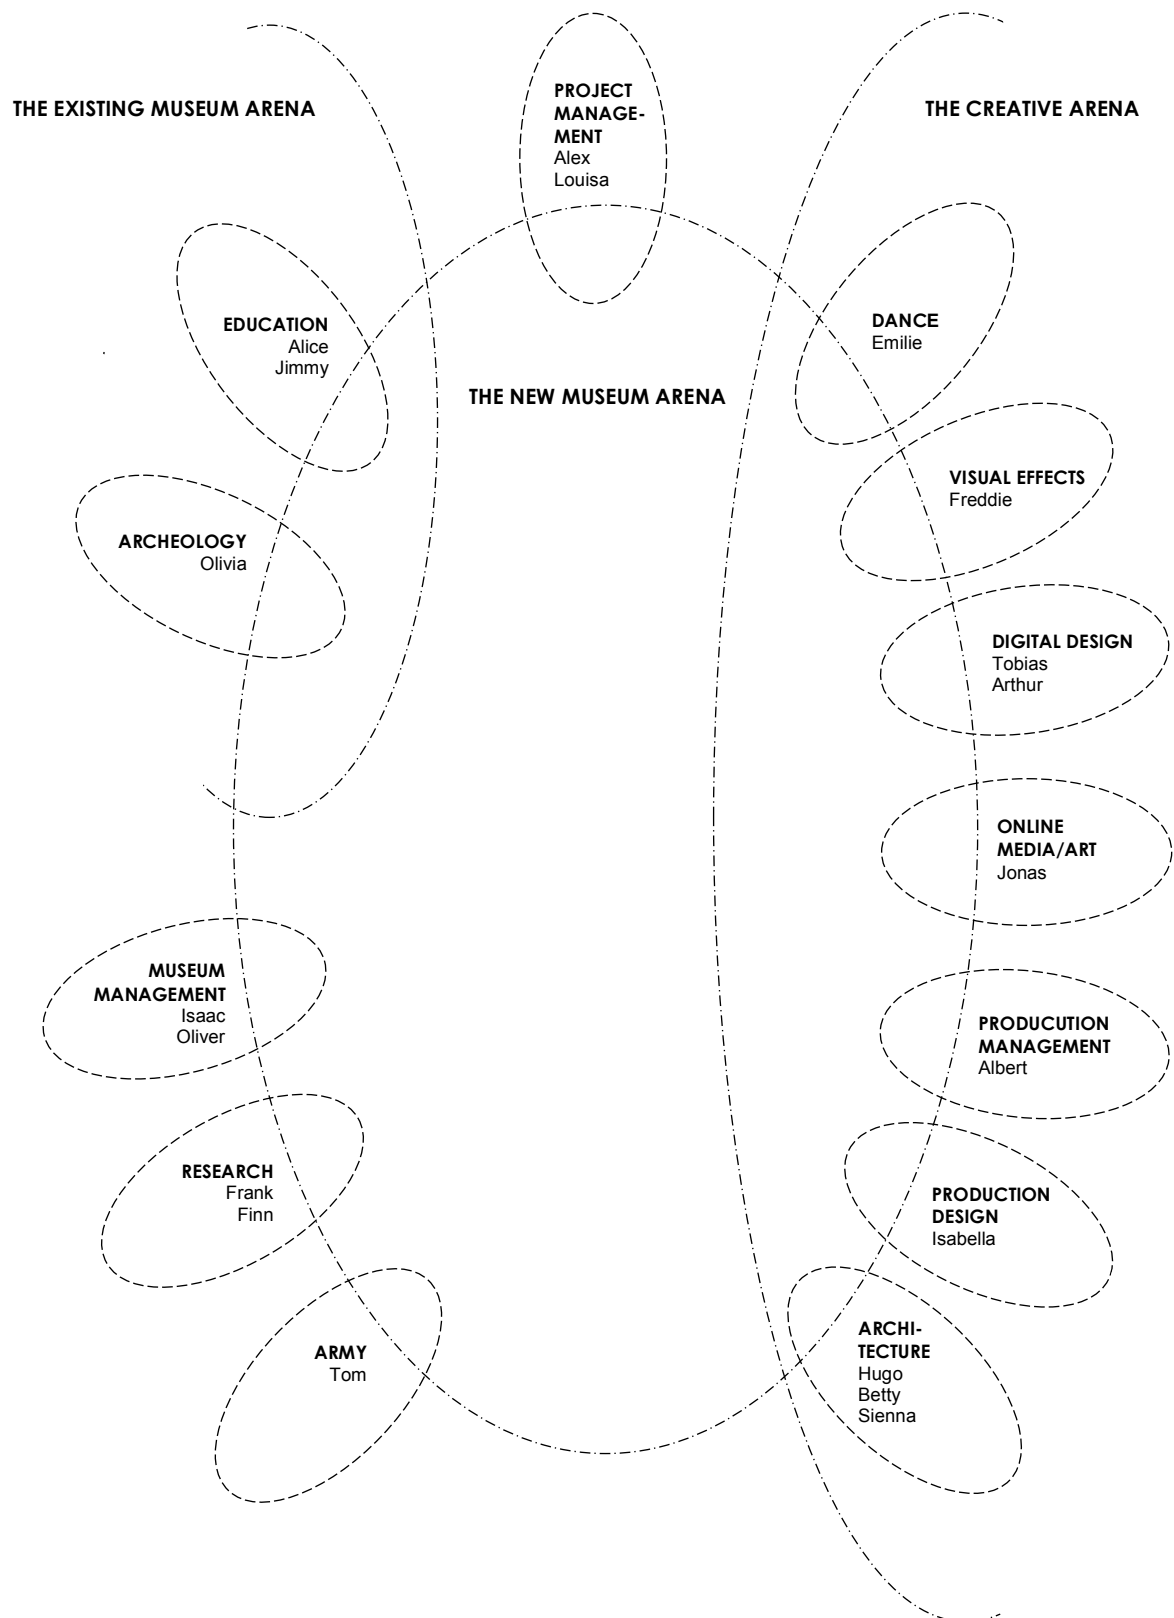 THE EXISTING MUSEUM ARENA
PROJECT
MANAGE-
MENT
Alex
Louisa
THE CREATIVE ARENA
EDUCATION
Alice
Jimmy
DANCE
Emilie
THE NEW MUSEUM ARENA
VISUAL EFFECTS
Freddie
ARCHEOLOGY
Olivia
DIGITAL DESIGN
Tobias
Arthur
ONLINE
MEDIA/ART
Jonas
MUSEUM
MANAGEMENT
Isaac
Oliver
PRODUCUTION
MANAGEMENT
Albert
RESEARCH
Frank
Finn
PRODUCTION
DESIGN
Isabella
ARMY
Tom
ARCHI-
TECTURE
Hugo
Betty
Sienna